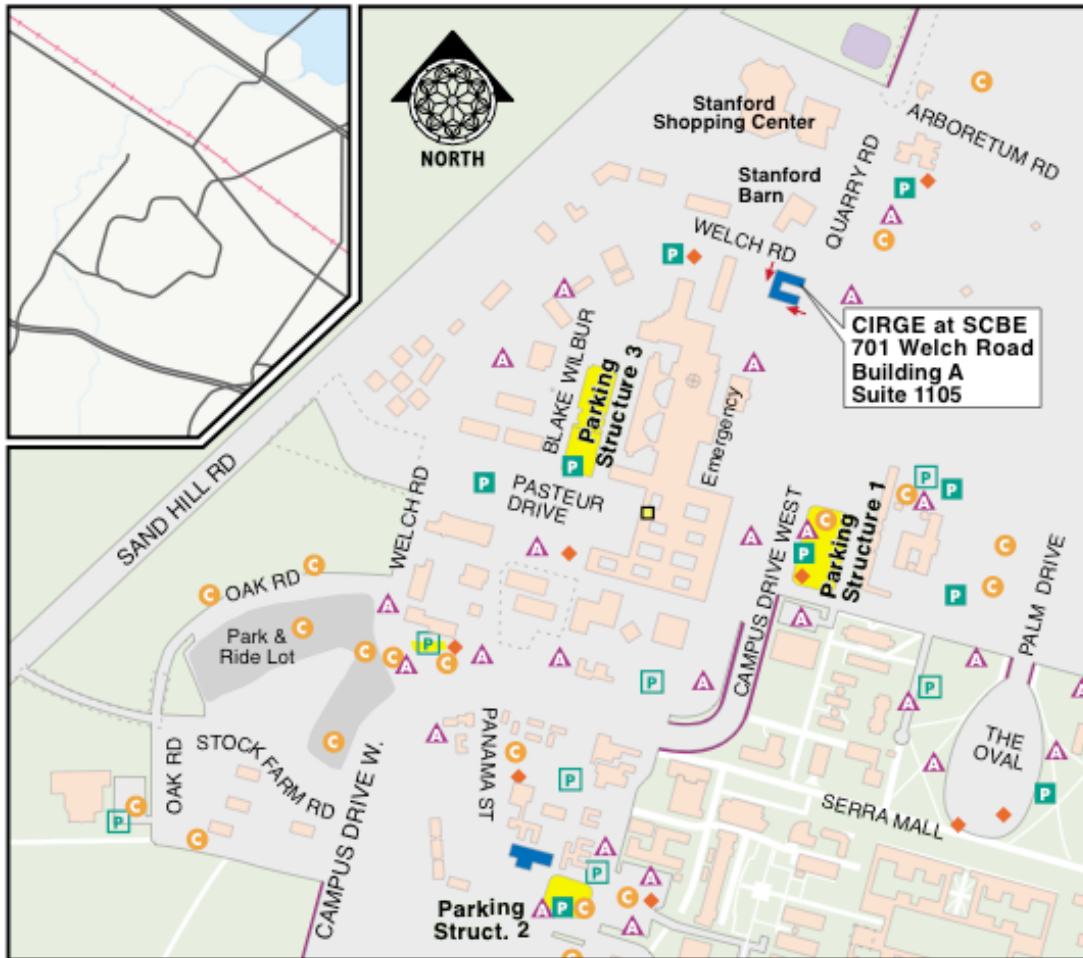 NORTH
Stanford
Shopping Center
Stanford
Barn
ARBORETUM RD
QUARRY RD
WELCH RD
CIRGE at SCBE
701 Welch Road
Building A
Suite 1105
BLAKE WILBUR
Parking
Structure 3
Emergency
PASTEUR
DRIVE
SAND HILL RD
WELCH RD
CAMPUS DRIVE WEST
Parking
Structure 1
PALM DRIVE
OAK RD
Park &
Ride Lot
THE
OVAL
OAK RD
STOCK FARM RD
PANAMA ST
SERRA MALL
CAMPUS DRIVE W.
Parking
Struct. 2
C
P
A
C
P
A
A
A
A
P
P
P
P
C
A
C
A
P
A
A
C
C
P
C
C
A
A
P
A
C
C
C
A
C
A
A
A
P
A
P
A
A
A
C
A
C
P
A
A
P
C
P
C
A
P
A
C
A
P
C
A
C